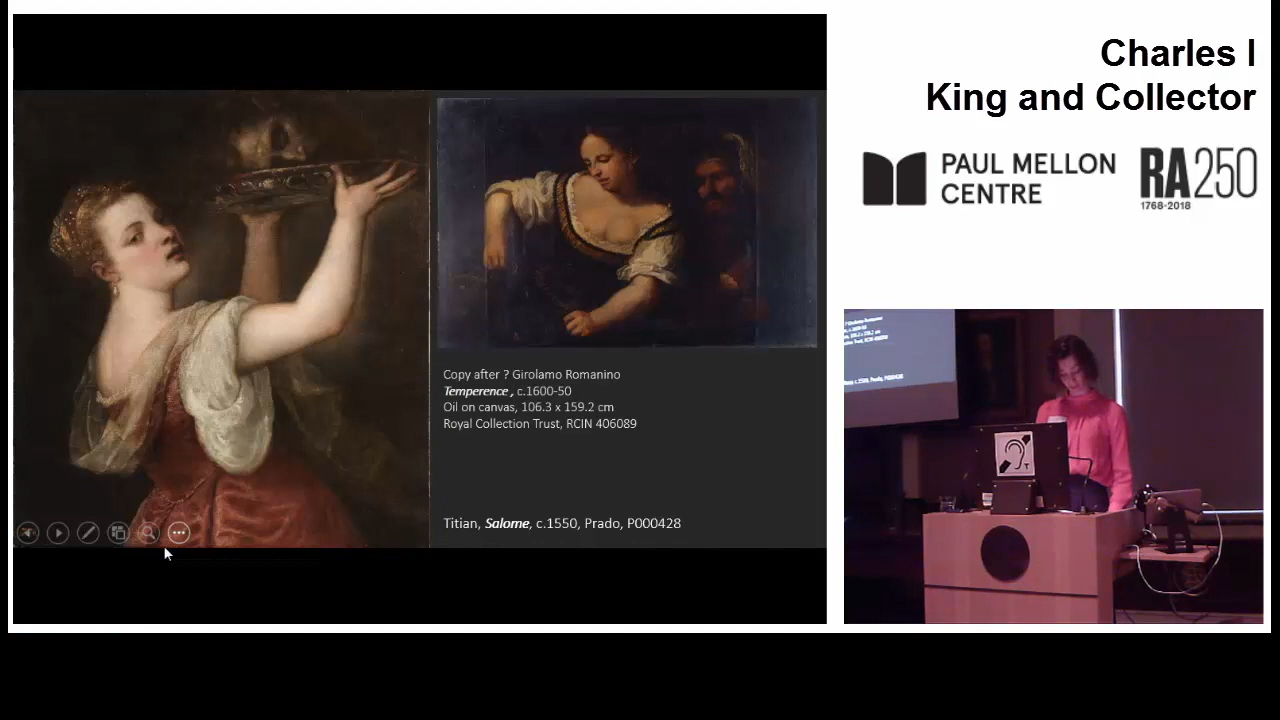 Charles I
King and Collector
PAUL MELLON
CENTRE
RA250
1768-2018
Copy after ? Girolamo Romanino
Temperence , c.1600-50
Oil on canvas, 106.3 x 159.2 cm
Royal Collection Trust, RCIN 406089
Titian, Salome, c.1550, Prado, P000428
T